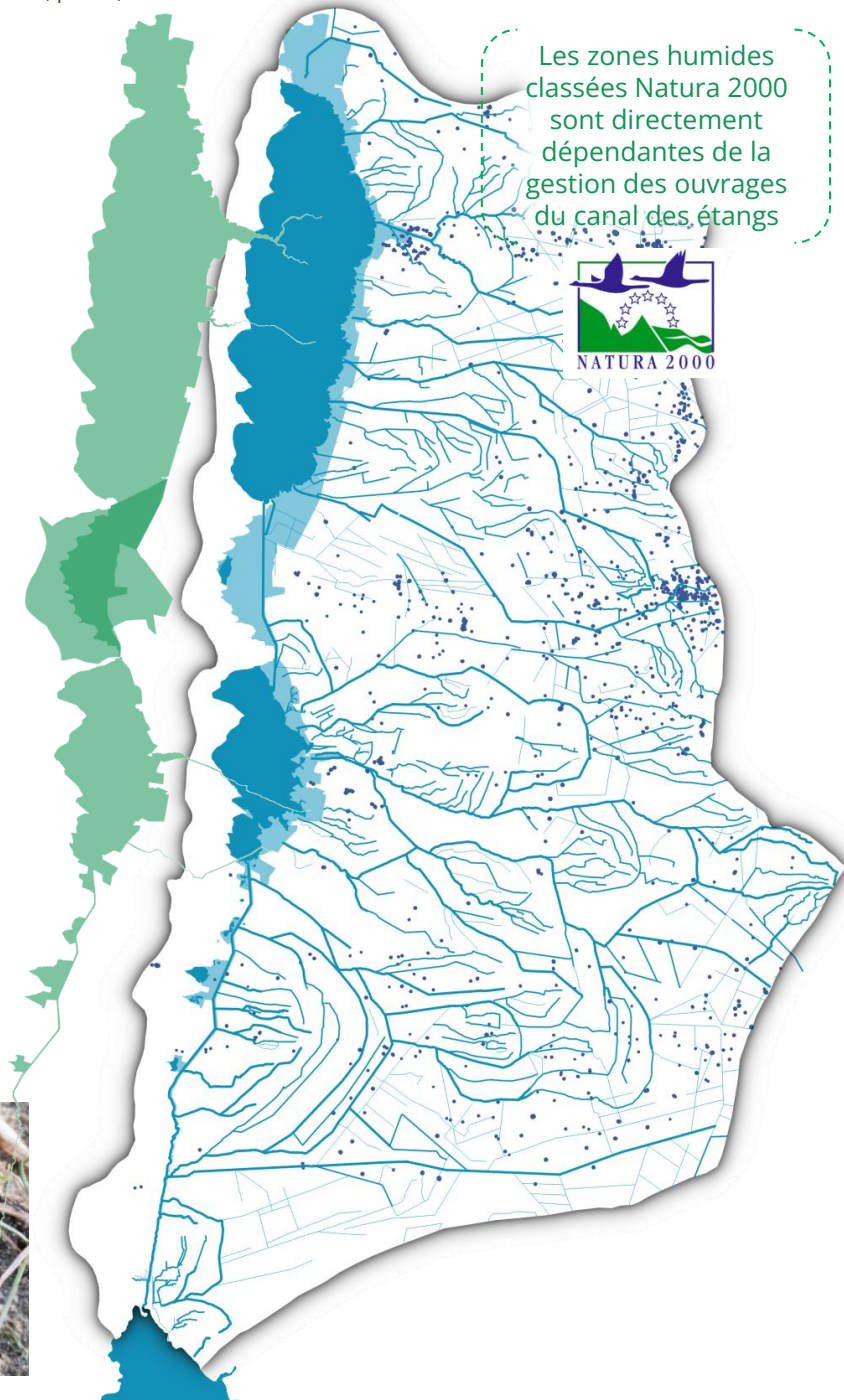 Les zones humides
classées Natura 2000
sont directement
dépendantes de la
gestion des ouvrages
du canal des étangs
NATURA 2000